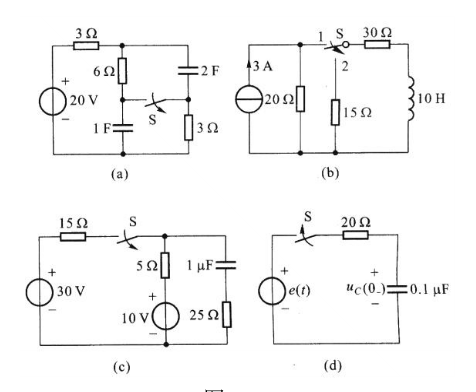 3 Ω
6 Ω
2 F
20 V
S
1 F
3 Ω
(a)
1
S
30 Ω
2
3 A
20 Ω
15 Ω
10 H
(b)
15 Ω
S
5 Ω
1 μF
30 V
10 V
25 Ω
(c)
S
20 Ω
e(t)
u_C(0_-)
0.1 μF
(d)